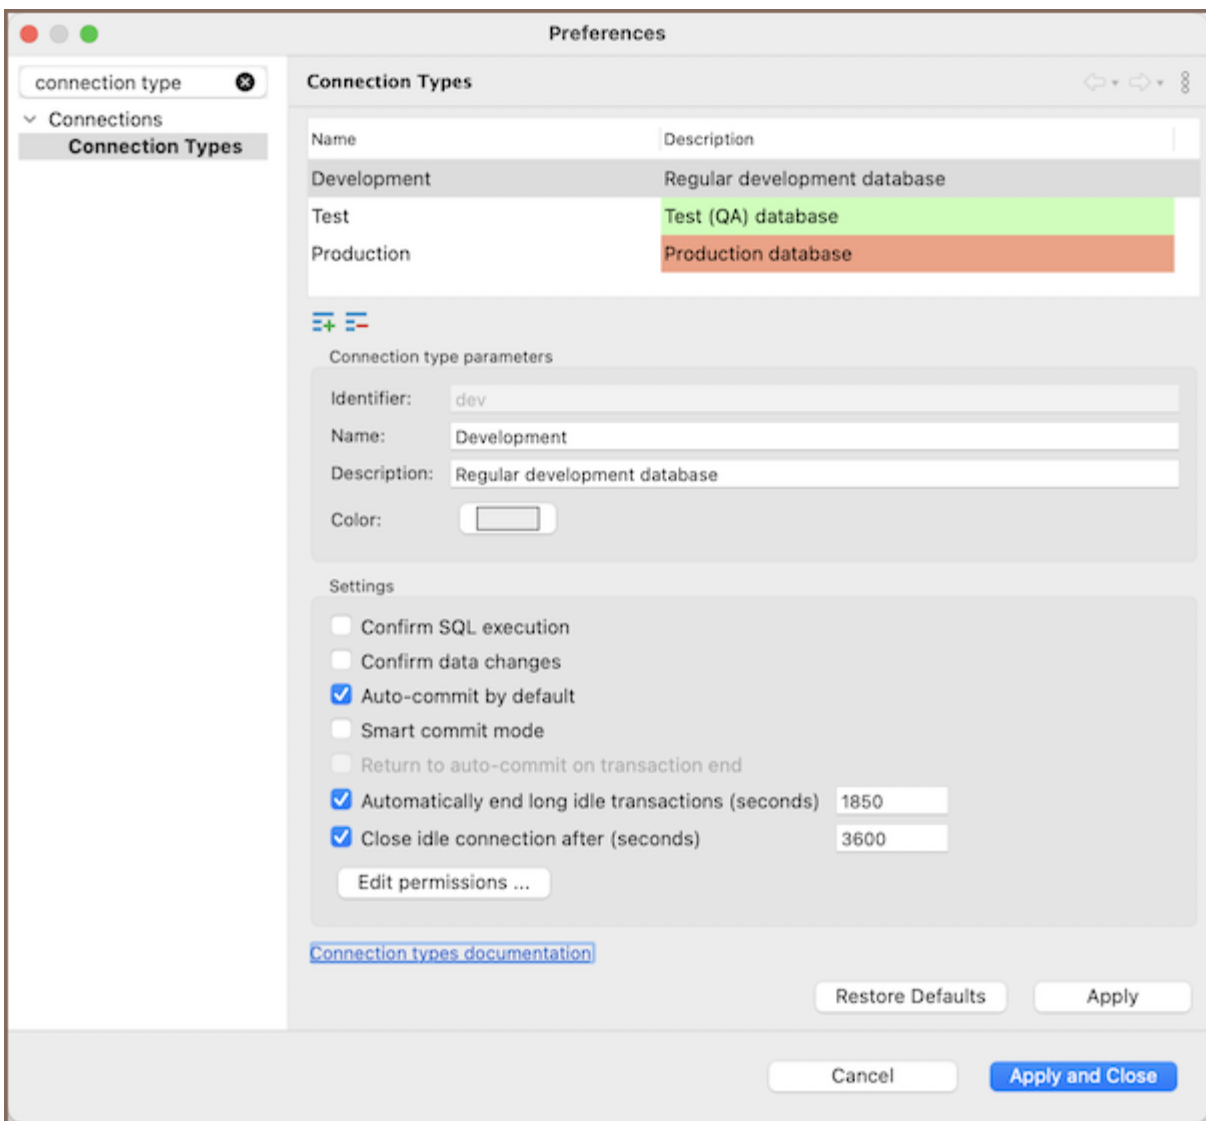 Preferences
connection type
Connections
Connection Types
Connection Types
Name Description
Development Regular development database
Test Test (QA) database
Production Production database
Connection type parameters
Identifier: dev
Name: Development
Description: Regular development database
Color:
Settings
Confirm SQL execution
Confirm data changes
Auto-commit by default
Smart commit mode
Return to auto-commit on transaction end
Automatically end long idle transactions (seconds) 1850
Close idle connection after (seconds) 3600
Edit permissions ...
Connection types documentation
Restore Defaults Apply
Cancel Apply and Close